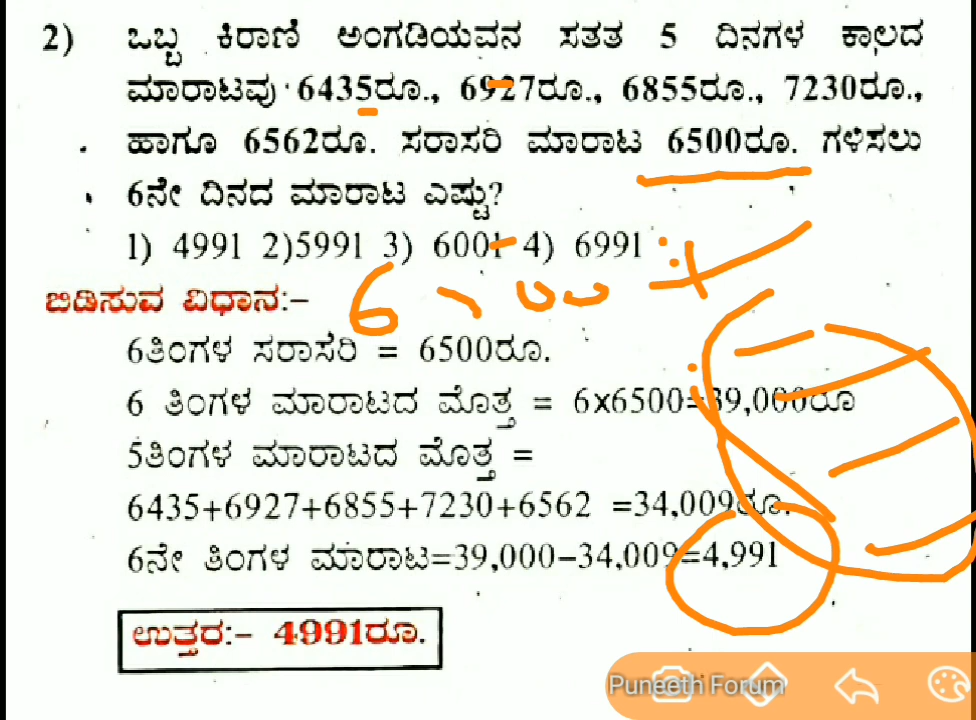 2) ಒಬ್ಬ ಕಿರಾಣಿ ಅಂಗಡಿಯವನ ಸತತ 5 ದಿನಗಳ ಕಾಲದ
ಮಾರಾಟವು 6435ರೂ., 6927ರೂ., 6855ರೂ., 7230ರೂ.,
ಹಾಗೂ 6562ರೂ. ಸರಾಸರಿ ಮಾರಾಟ 6500ರೂ. ಗಳಿಸಲು
6ನೇ ದಿನದ ಮಾರಾಟ ಎಷ್ಟು?
1) 4991 2)5991 3) 6001 4) 6991
ಬಿಡಿಸುವ ವಿಧಾನ:–
6ತಿಂಗಳ ಸರಾಸರಿ = 6500ರೂ.
6 ತಿಂಗಳ ಮಾರಾಟದ ಮೊತ್ತ = 6x6500=39,000ರೂ
5ತಿಂಗಳ ಮಾರಾಟದ ಮೊತ್ತ =
6435+6927+6855+7230+6562 =34,009ರೂ.
6ನೇ ತಿಂಗಳ ಮಾರಾಟ=39,000–34,009=4,991
ಉತ್ತರ:– 4991ರೂ.
Puneeth Forum